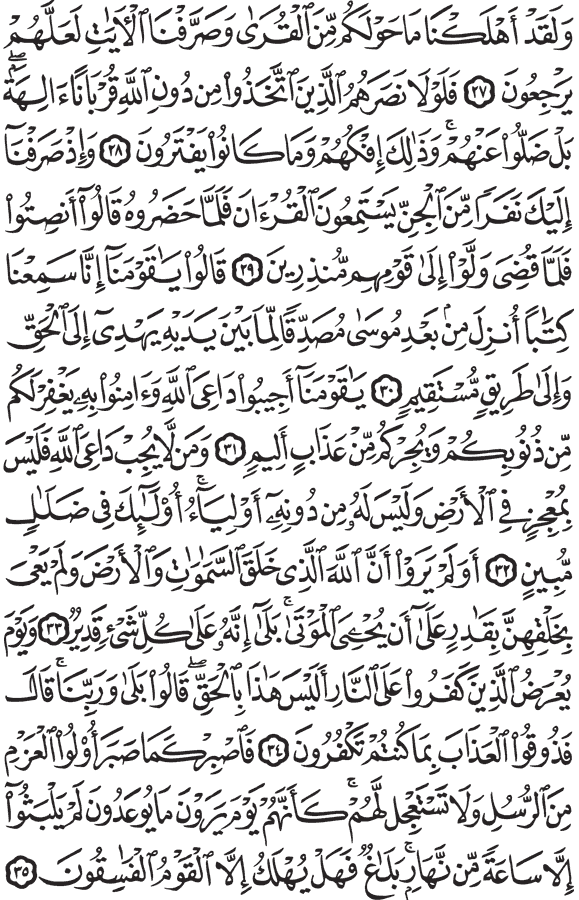 وَلَقَدْ أَهْلَكْنَا مَا حَوْلَكُم مِّنَ ٱلْقُرَىٰ وَصَرَّفْنَا ٱلْأَيَٰتِ لَعَلَّهُمْ
يَرْجِعُونَ ٢٧ فَلَوْلَا نَصَرَهُمُ ٱلَّذِينَ ٱتَّخَذُوا۟ مِن دُونِ ٱللَّهِ قُرْبَانًا ءَالِهَةًۖ
بَلْ ضَلُّوا۟ عَنْهُمْۚ وَذَٰلِكَ إِفْكُهُمْ وَمَا كَانُوا۟ يَفْتَرُونَ ٢٨ وَإِذْ صَرَفْنَآ
إِلَيْكَ نَفَرًا مِّنَ ٱلْجِنِّ يَسْتَمِعُونَ ٱلْقُرْءَانَ فَلَمَّا حَضَرُوهُ قَالُوٓا۟ أَنصِتُوا۟
فَلَمَّا قُضِىَ وَلَّوْا۟ إِلَىٰ قَوْمِهِم مُّنذِرِينَ ٢٩ قَالُوا۟ يَٰقَوْمَنَآ إِنَّا سَمِعْنَا
كِتَٰبًا أُنزِلَ مِنۢ بَعْدِ مُوسَىٰ مُصَدِّقًا لِّمَا بَيْنَ يَدَيْهِ يَهْدِىٓ إِلَى ٱلْحَقِّ
وَإِلَىٰ طَرِيقٍ مُّسْتَقِيمٍ ٣٠ يَٰقَوْمَنَآ أَجِيبُوا۟ دَاعِىَ ٱللَّهِ وَءَامِنُوا۟ بِهِۦ يَغْفِرْ لَكُم
مِّن ذُنُوبِكُمْ وَيُجِرْكُم مِّنْ عَذَابٍ أَلِيمٍ ٣١ وَمَن لَّا يُجِبْ دَاعِىَ ٱللَّهِ فَلَيْسَ
بِمُعْجِزٍ فِى ٱلْأَرْضِ وَلَيْسَ لَهُۥ مِن دُونِهِۦٓ أَوْلِيَآءُۚ أُو۟لَٰٓئِكَ فِى ضَلَٰلٍ
مُّبِينٍ ٣٢ أَوَلَمْ يَرَوْا۟ أَنَّ ٱللَّهَ ٱلَّذِى خَلَقَ ٱلسَّمَٰوَٰتِ وَٱلْأَرْضَ وَلَمْ يَعْىَ
بِخَلْقِهِنَّ بِقَٰدِرٍ عَلَىٰٓ أَن يُحْۦِىَ ٱلْمَوْتَىٰۚ بَلَىٰٓ إِنَّهُۥ عَلَىٰ كُلِّ شَىْءٍ قَدِيرٌ ٣٣ وَيَوْمَ
يُعْرَضُ ٱلَّذِينَ كَفَرُوا۟ عَلَى ٱلنَّارِ أَلَيْسَ هَٰذَا بِٱلْحَقِّۖ قَالُوا۟ بَلَىٰ وَرَبِّنَاۚ قَالَ
فَذُوقُوا۟ ٱلْعَذَابَ بِمَا كُنتُمْ تَكْفُرُونَ ٣٤ فَٱصْبِرْ كَمَا صَبَرَ أُو۟لُوا۟ ٱلْعَزْمِ
مِنَ ٱلرُّسُلِ وَلَا تَسْتَعْجِل لَّهُمْۚ كَأَنَّهُمْ يَوْمَ يَرَوْنَ مَا يُوعَدُونَ لَمْ يَلْبَثُوٓا۟
إِلَّا سَاعَةً مِّن نَّهَارٍۭۚ بَلَٰغٌۚ فَهَلْ يُهْلَكُ إِلَّا ٱلْقَوْمُ ٱلْفَٰسِقُونَ ٣٥